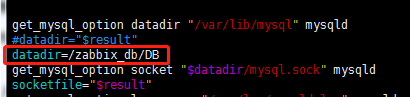 get_mysql_option datadir "/var/lib/mysql" mysqld
#datadir="$result"
datadir=/zabbix_db/DB
get_mysql_option socket "$datadir/mysql.sock" mysqld
socketfile="$result"